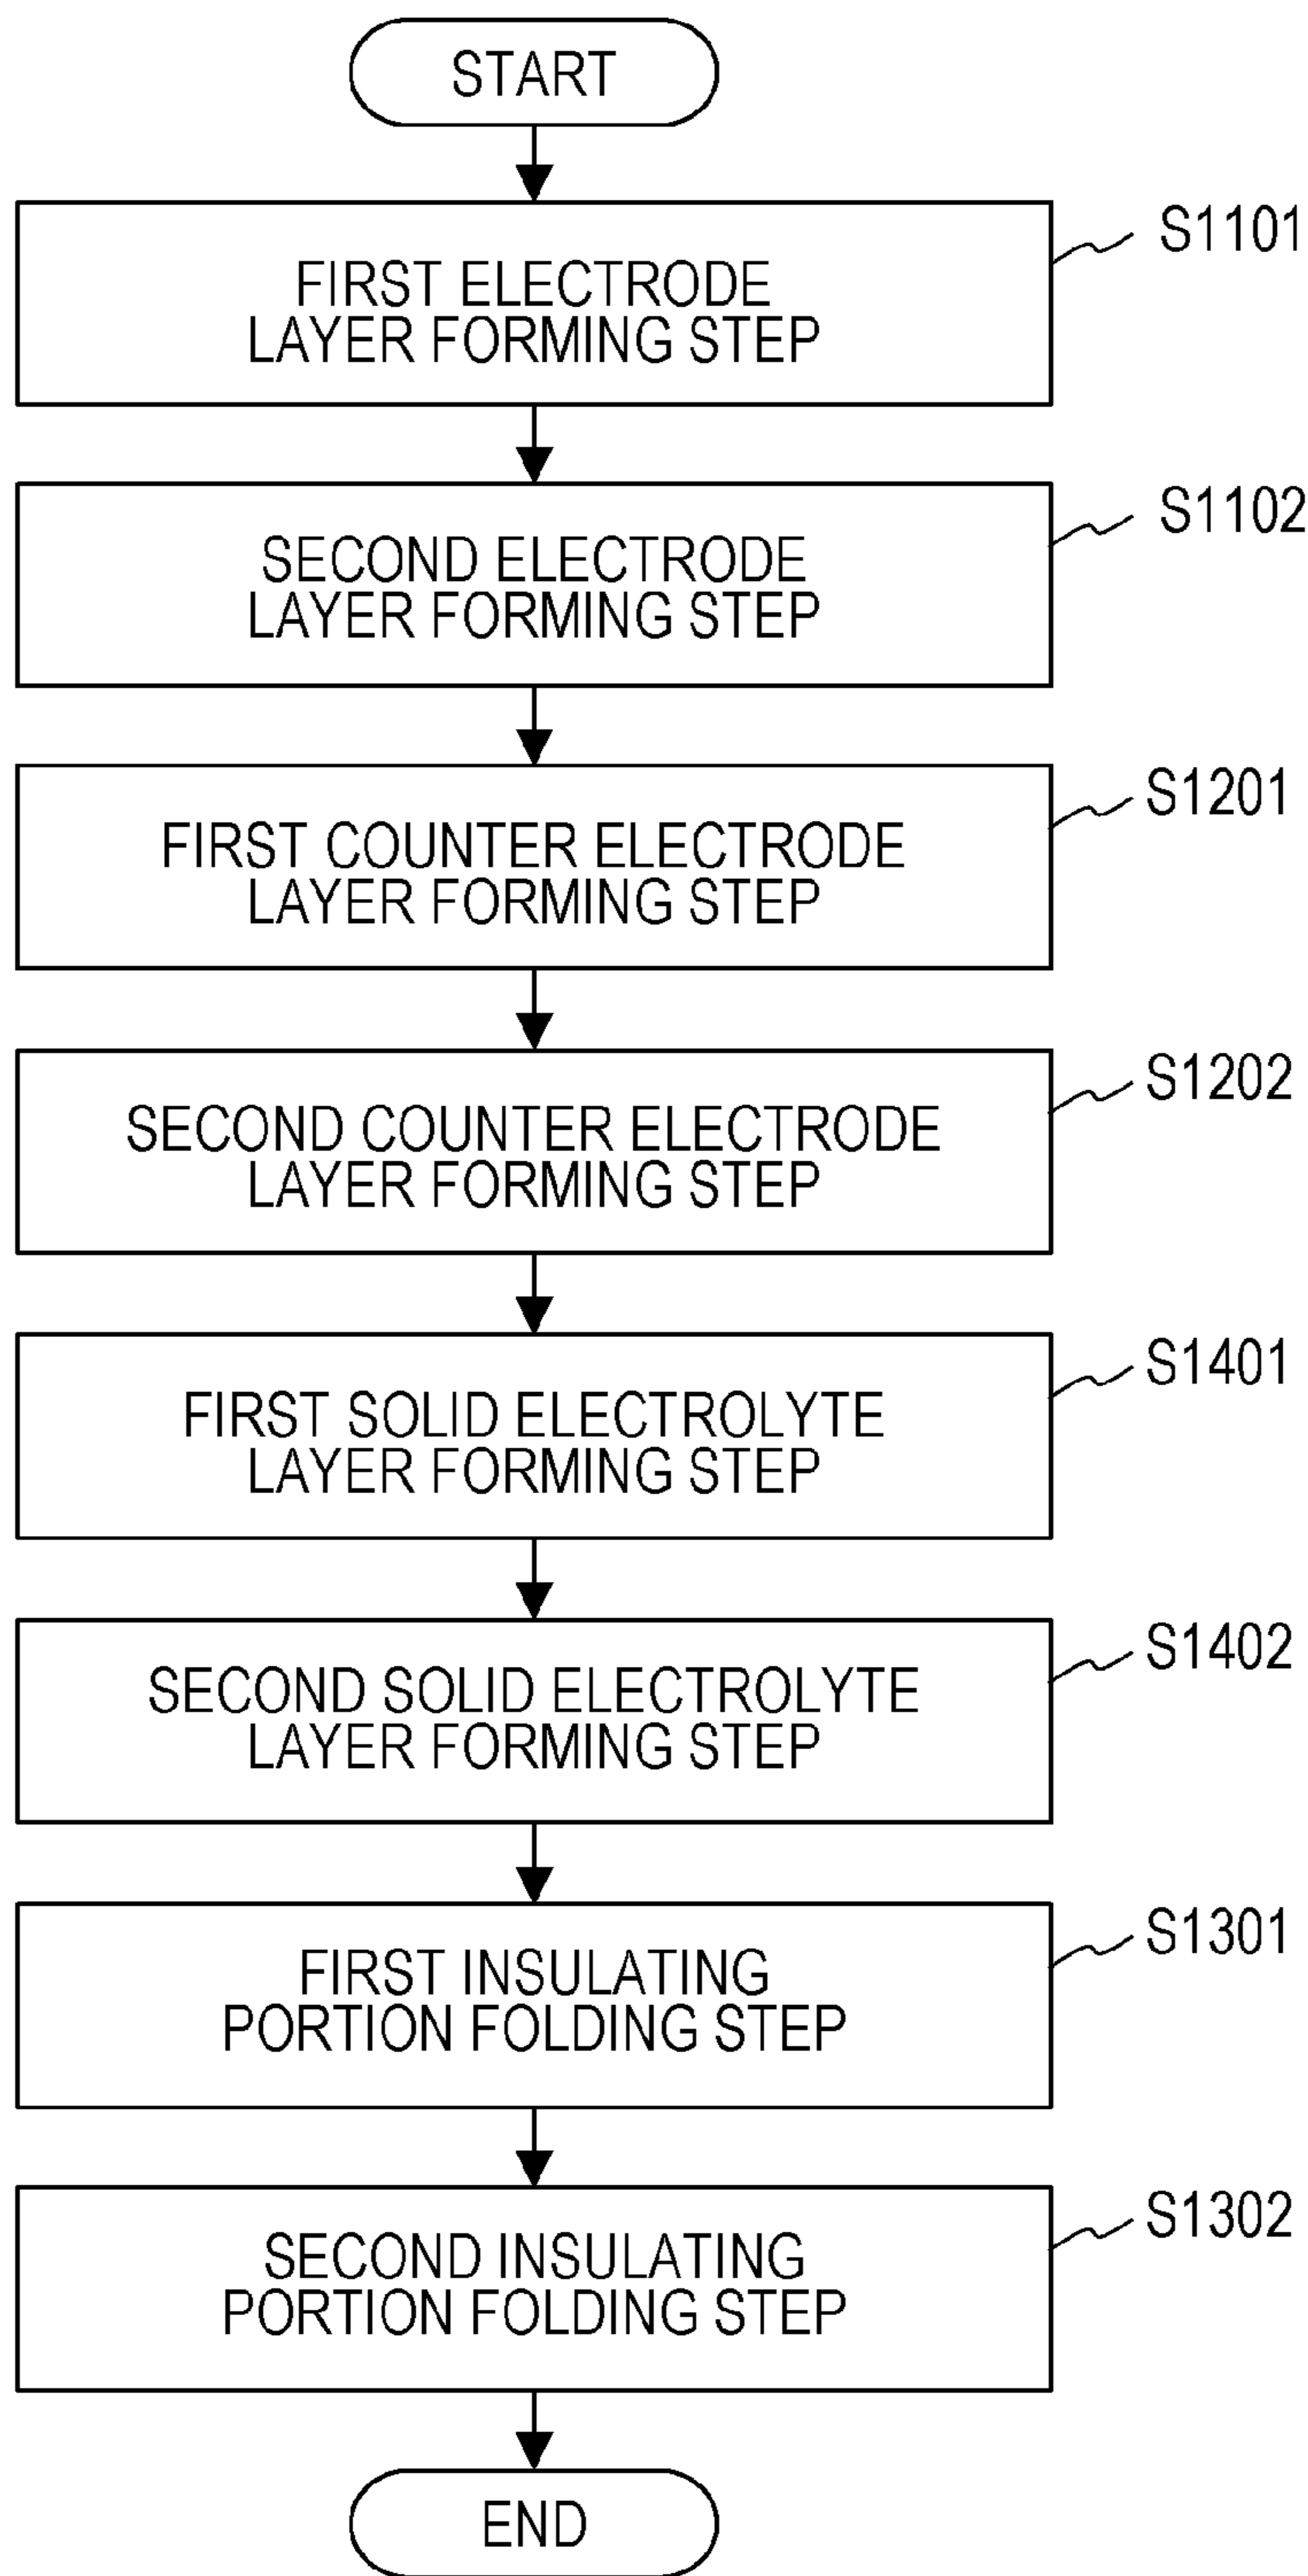 START
FIRST ELECTRODE
LAYER FORMING STEP
S1101
SECOND ELECTRODE
LAYER FORMING STEP
S1102
FIRST COUNTER ELECTRODE
LAYER FORMING STEP
S1201
SECOND COUNTER ELECTRODE
LAYER FORMING STEP
S1202
FIRST SOLID ELECTROLYTE
LAYER FORMING STEP
S1401
SECOND SOLID ELECTROLYTE
LAYER FORMING STEP
S1402
FIRST INSULATING
PORTION FOLDING STEP
S1301
SECOND INSULATING
PORTION FOLDING STEP
S1302
END